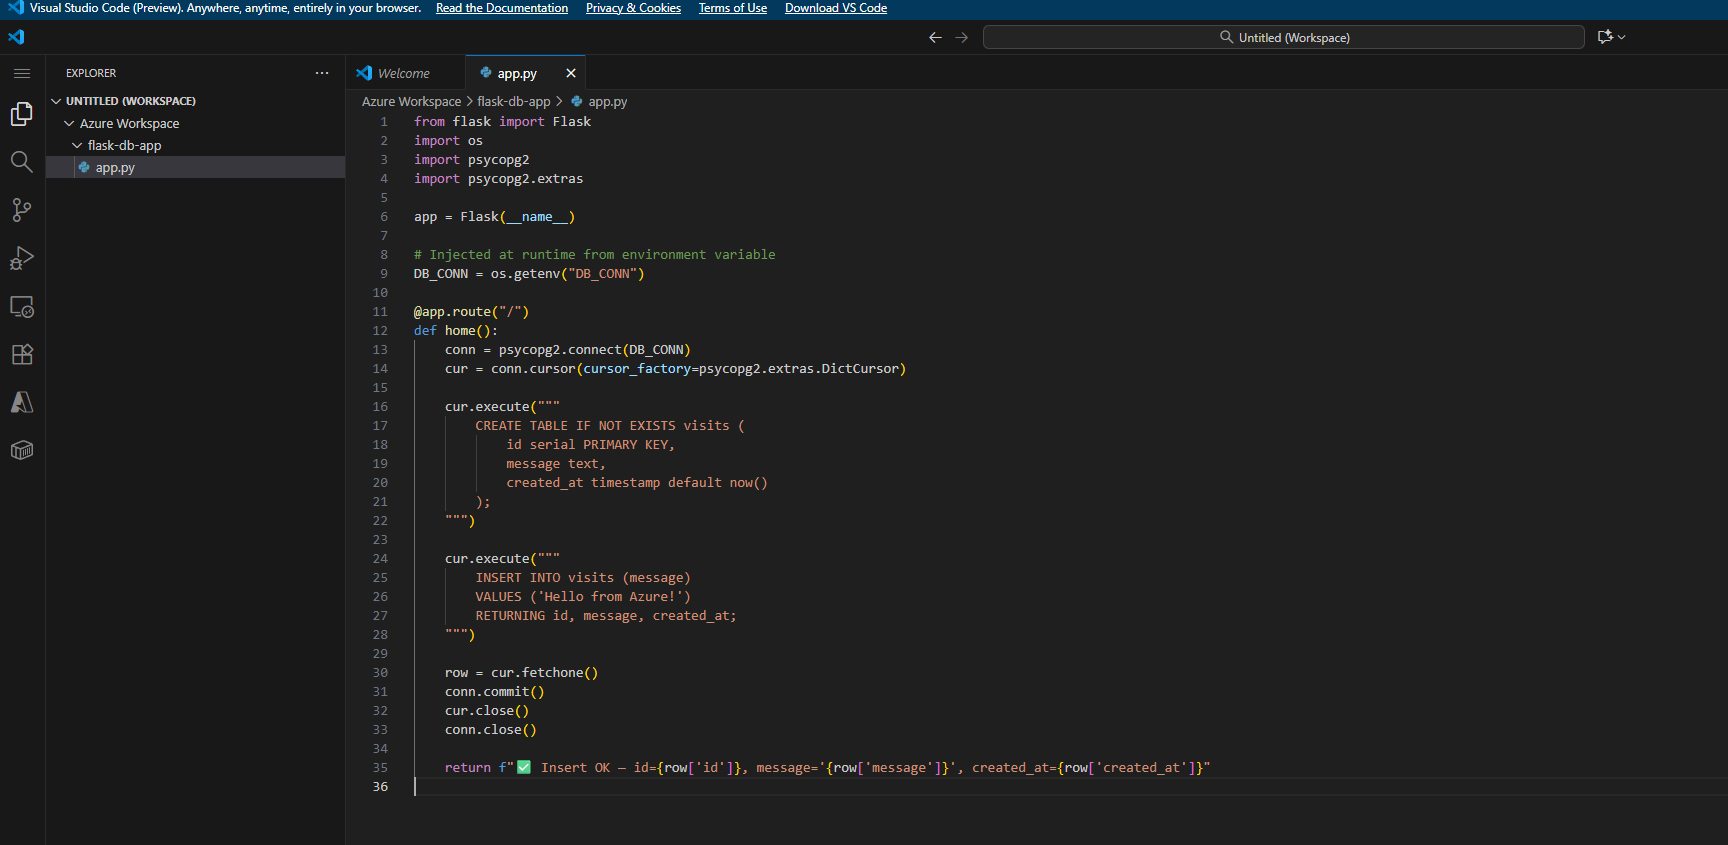 Visual Studio Code (Preview). Anywhere, anytime, entirely in your browser. Read the Documentation Privacy & Cookies Terms of Use Download VS Code
Untitled (Workspace)
EXPLORER
UNTITLED (WORKSPACE)
Azure Workspace
flask-db-app
app.py
Welcome
app.py
Azure Workspace > flask-db-app > app.py
1 from flask import Flask
2 import os
3 import psycopg2
4 import psycopg2.extras
5
6 app = Flask(__name__)
7
8 # Injected at runtime from environment variable
9 DB_CONN = os.getenv("DB_CONN")
10
11 @app.route("/")
12 def home():
13     conn = psycopg2.connect(DB_CONN)
14     cur = conn.cursor(cursor_factory=psycopg2.extras.DictCursor)
15
16     cur.execute("""
17         CREATE TABLE IF NOT EXISTS visits (
18             id serial PRIMARY KEY,
19             message text,
20             created_at timestamp default now()
21         );
22     """)
23
24     cur.execute("""
25         INSERT INTO visits (message)
26         VALUES ('Hello from Azure!')
27         RETURNING id, message, created_at;
28     """)
29
30     row = cur.fetchone()
31     conn.commit()
32     cur.close()
33     conn.close()
34
35     return f"✅ Insert OK — id={row['id']}, message='{row['message']}', created_at={row['created_at']}"
36